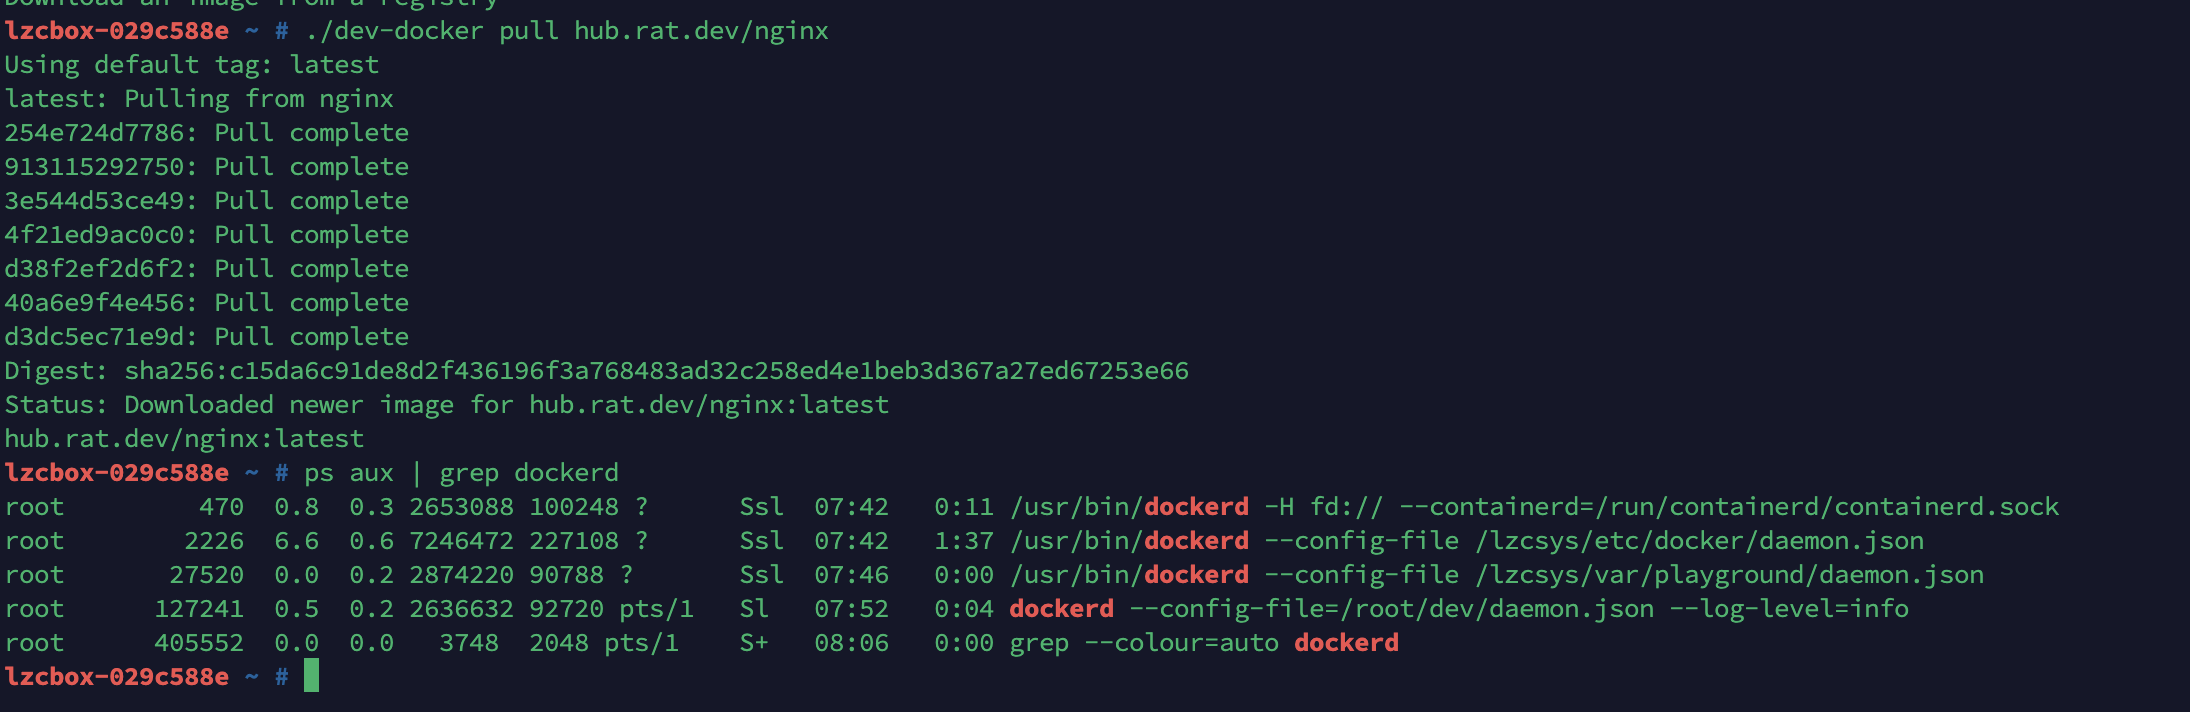 Download an image from a registry
lzcbox-029c588e ~ # ./dev-docker pull hub.rat.dev/nginx
Using default tag: latest
latest: Pulling from nginx
254e724d7786: Pull complete
913115292750: Pull complete
3e544d53ce49: Pull complete
4f21ed9ac0c0: Pull complete
d38f2ef2d6f2: Pull complete
40a6e9f4e456: Pull complete
d3dc5ec71e9d: Pull complete
Digest: sha256:c15da6c91de8d2f436196f3a768483ad32c258ed4e1beb3d367a27ed67253e66
Status: Downloaded newer image for hub.rat.dev/nginx:latest
hub.rat.dev/nginx:latest
lzcbox-029c588e ~ # ps aux | grep dockerd
root         470  0.8  0.3 2653088 100248 ?      Ssl  07:42   0:11 /usr/bin/dockerd -H fd:// --containerd=/run/containerd/containerd.sock
root        2226  6.6  0.6 7246472 227108 ?      Ssl  07:42   1:37 /usr/bin/dockerd --config-file /lzcsys/etc/docker/daemon.json
root       27520  0.0  0.2 2874220 90788 ?       Ssl  07:46   0:00 /usr/bin/dockerd --config-file /lzcsys/var/playground/daemon.json
root      127241  0.5  0.2 2636632 92720 pts/1   Sl   07:52   0:04 dockerd --config-file=/root/dev/daemon.json --log-level=info
root      405552  0.0  0.0   3748  2048 pts/1    S+   08:06   0:00 grep --colour=auto dockerd
lzcbox-029c588e ~ #